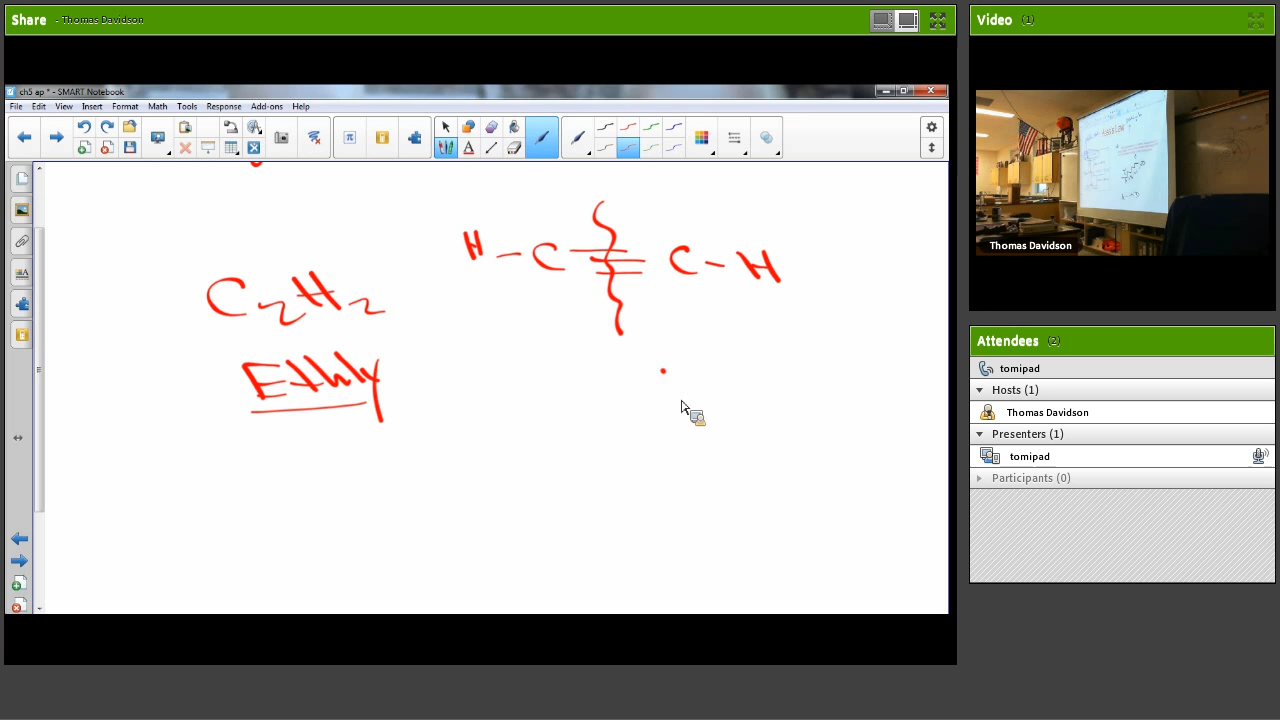 Share - Thomas Davidson
Video (1)
ch5 ap * - SMART Notebook
File Edit View Insert Format Math Tools Response Add-ons Help
H - C ≡ C - H
C2H2
Ethly
Thomas Davidson
Attendees (2)
tomipad
Hosts (1)
Thomas Davidson
Presenters (1)
tomipad
Participants (0)